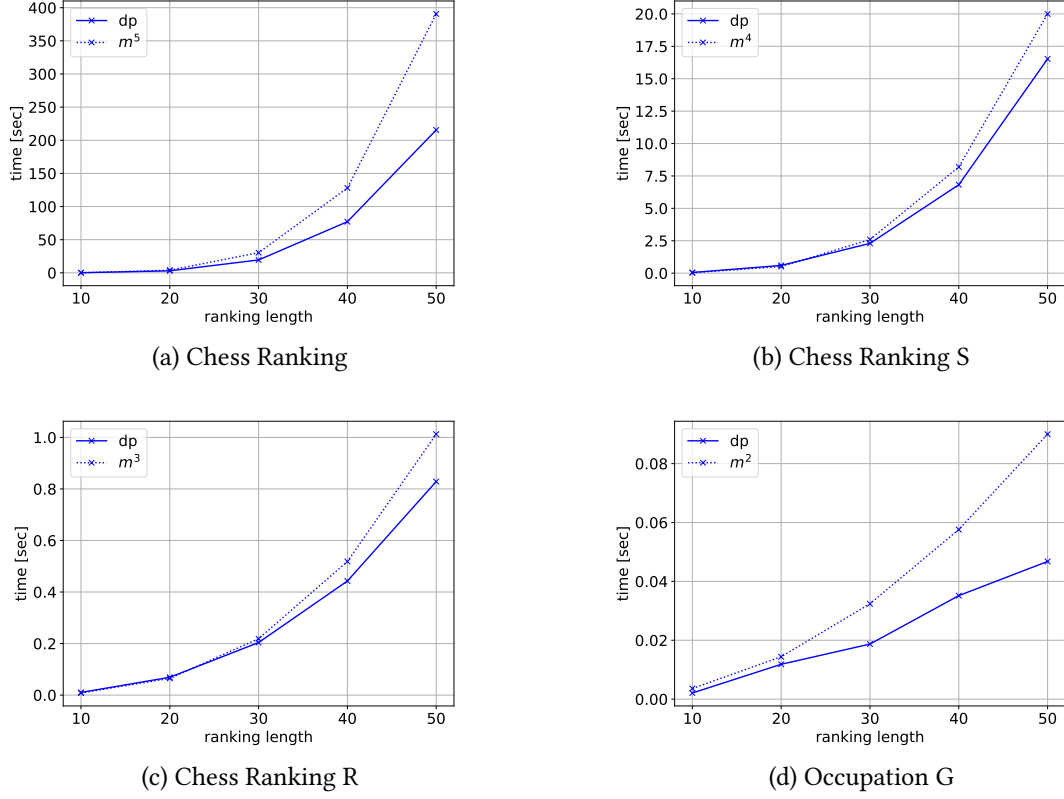 400
350
300
250
200
150
100
50
0
time [sec]
dp
m⁵
10 20 30 40 50
ranking length
(a) Chess Ranking
20.0
17.5
15.0
12.5
10.0
7.5
5.0
2.5
0.0
time [sec]
dp
m⁴
10 20 30 40 50
ranking length
(b) Chess Ranking S
1.0
0.8
0.6
0.4
0.2
0.0
time [sec]
dp
m³
10 20 30 40 50
ranking length
(c) Chess Ranking R
0.08
0.06
0.04
0.02
0.00
time [sec]
dp
m²
10 20 30 40 50
ranking length
(d) Occupation G